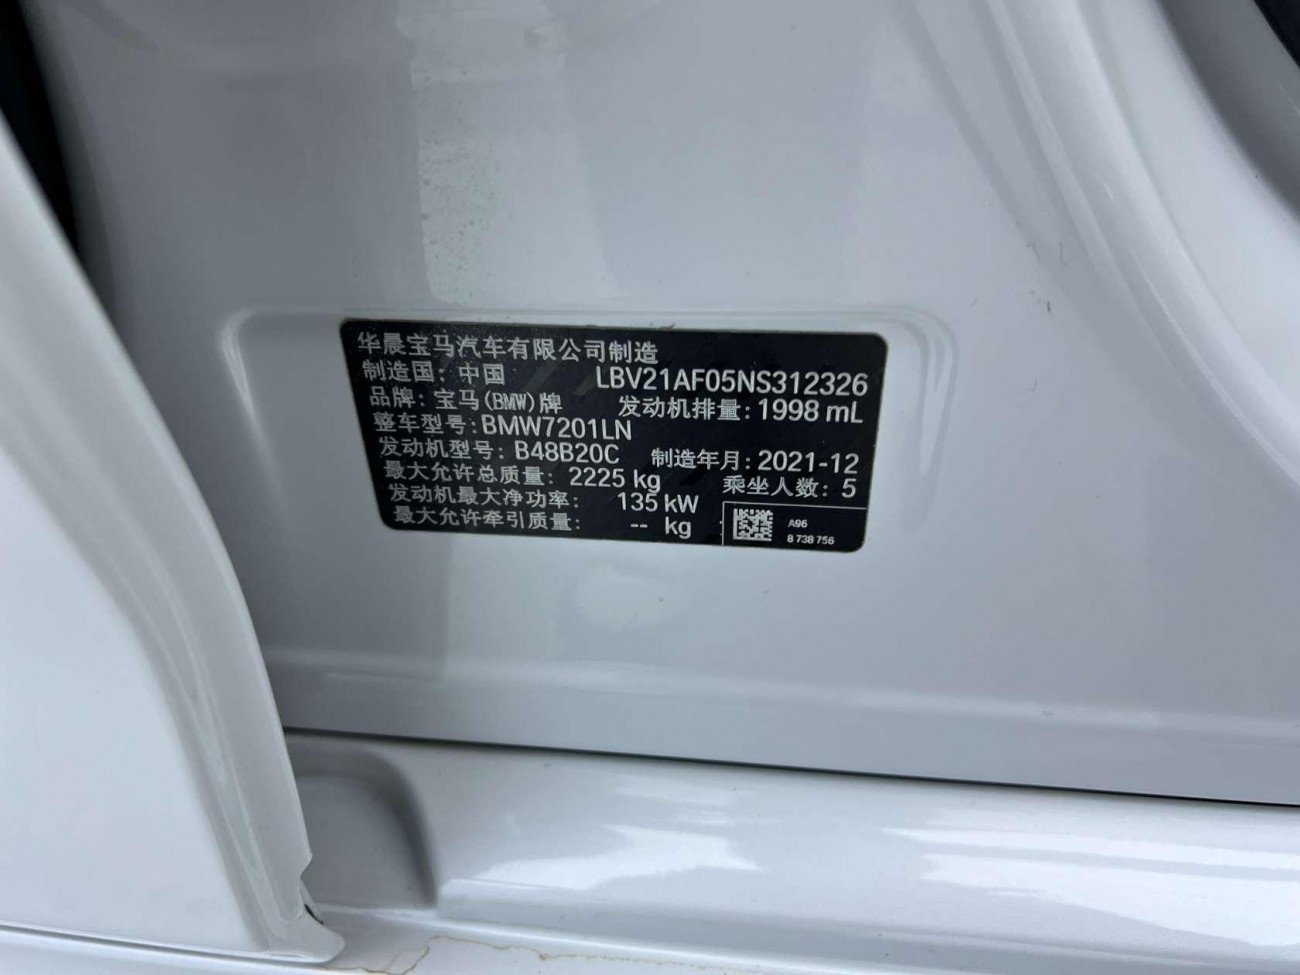 华晨宝马汽车有限公司制造
制造国: 中国 LBV21AF05NS312326
品牌: 宝马(BMW)牌 发动机排量: 1998 mL
整车型号: BMW7201LN
发动机型号: B48B20C 制造年月: 2021-12
最大允许总质量: 2225 kg 乘坐人数: 5
发动机最大净功率: 135 kW
最大允许牵引质量: -- kg
A96
8 738 756